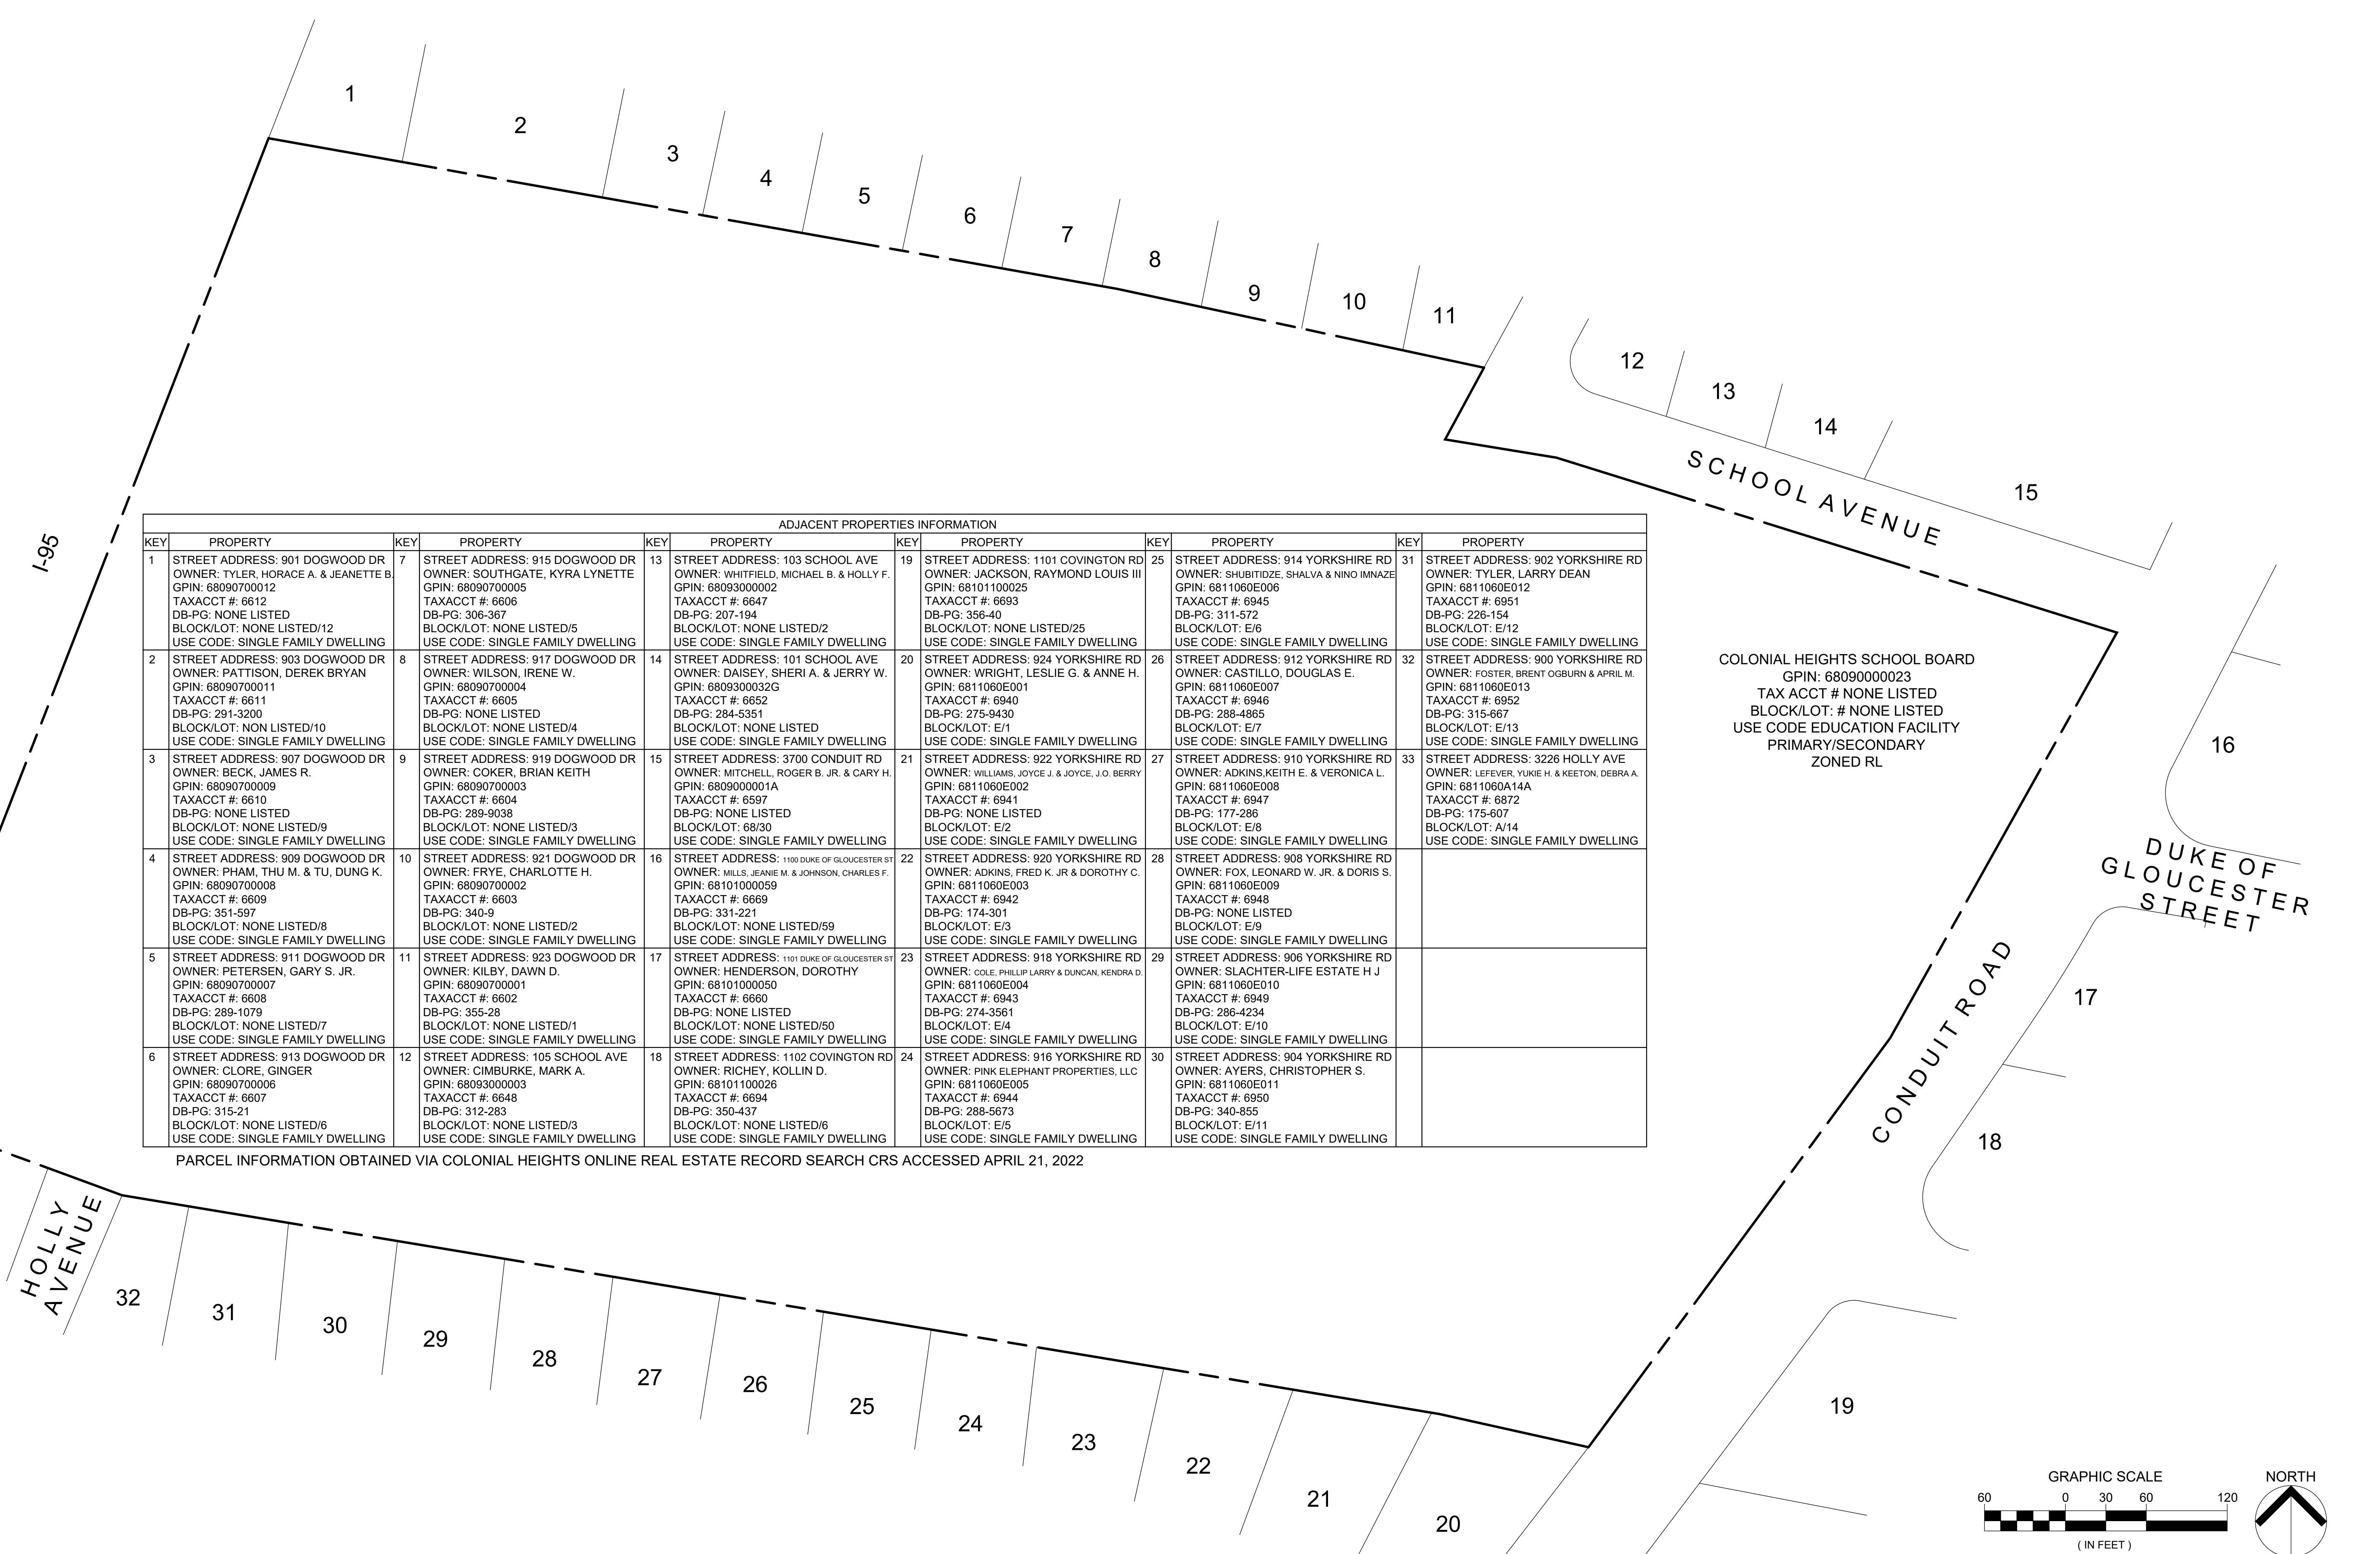 1
2
3
4
5
6
7
8
9
10
11
12
13
14
15
SCHOOL AVENUE
I-95
ADJACENT PROPERTIES INFORMATION
KEY PROPERTY KEY PROPERTY KEY PROPERTY KEY PROPERTY KEY PROPERTY KEY PROPERTY
1 STREET ADDRESS: 901 DOGWOOD DR
OWNER: TYLER, HORACE A. & JEANETTE B.
GPIN: 68090700012
TAXACCT #: 6612
DB-PG: NONE LISTED
BLOCK/LOT: NONE LISTED/12
USE CODE: SINGLE FAMILY DWELLING
2 STREET ADDRESS: 903 DOGWOOD DR
OWNER: PATTISON, DEREK BRYAN
GPIN: 68090700011
TAXACCT #: 6611
DB-PG: 291-3200
BLOCK/LOT: NON LISTED/10
USE CODE: SINGLE FAMILY DWELLING
3 STREET ADDRESS: 907 DOGWOOD DR
OWNER: BECK, JAMES R.
GPIN: 68090700009
TAXACCT #: 6610
DB-PG: NONE LISTED
BLOCK/LOT: NONE LISTED/9
USE CODE: SINGLE FAMILY DWELLING
4 STREET ADDRESS: 909 DOGWOOD DR
OWNER: PHAM, THU M. & TU, DUNG K.
GPIN: 68090700008
TAXACCT #: 6609
DB-PG: 351-597
BLOCK/LOT: NONE LISTED/8
USE CODE: SINGLE FAMILY DWELLING
5 STREET ADDRESS: 911 DOGWOOD DR
OWNER: PETERSEN, GARY S. JR.
GPIN: 68090700007
TAXACCT #: 6608
DB-PG: 289-1079
BLOCK/LOT: NONE LISTED/7
USE CODE: SINGLE FAMILY DWELLING
6 STREET ADDRESS: 913 DOGWOOD DR
OWNER: CLORE, GINGER
GPIN: 68090700006
TAXACCT #: 6607
DB-PG: 315-21
BLOCK/LOT: NONE LISTED/6
USE CODE: SINGLE FAMILY DWELLING
7 STREET ADDRESS: 915 DOGWOOD DR
OWNER: SOUTHGATE, KYRA LYNETTE
GPIN: 68090700005
TAXACCT #: 6606
DB-PG: 306-367
BLOCK/LOT: NONE LISTED/5
USE CODE: SINGLE FAMILY DWELLING
8 STREET ADDRESS: 917 DOGWOOD DR
OWNER: WILSON, IRENE W.
GPIN: 68090700004
TAXACCT #: 6605
DB-PG: NONE LISTED
BLOCK/LOT: NONE LISTED/4
USE CODE: SINGLE FAMILY DWELLING
9 STREET ADDRESS: 919 DOGWOOD DR
OWNER: COKER, BRIAN KEITH
GPIN: 68090700003
TAXACCT #: 6604
DB-PG: 289-9038
BLOCK/LOT: NONE LISTED/3
USE CODE: SINGLE FAMILY DWELLING
10 STREET ADDRESS: 921 DOGWOOD DR
OWNER: FRYE, CHARLOTTE H.
GPIN: 68090700002
TAXACCT #: 6603
DB-PG: 340-9
BLOCK/LOT: NONE LISTED/2
USE CODE: SINGLE FAMILY DWELLING
11 STREET ADDRESS: 923 DOGWOOD DR
OWNER: KILBY, DAWN D.
GPIN: 68090700001
TAXACCT #: 6602
DB-PG: 355-28
BLOCK/LOT: NONE LISTED/1
USE CODE: SINGLE FAMILY DWELLING
12 STREET ADDRESS: 105 SCHOOL AVE
OWNER: CIMBURKE, MARK A.
GPIN: 68093000003
TAXACCT #: 6648
DB-PG: 312-283
BLOCK/LOT: NONE LISTED/3
USE CODE: SINGLE FAMILY DWELLING
13 STREET ADDRESS: 103 SCHOOL AVE
OWNER: WHITFIELD, MICHAEL B. & HOLLY F.
GPIN: 68093000002
TAXACCT #: 6647
DB-PG: 207-194
BLOCK/LOT: NONE LISTED/2
USE CODE: SINGLE FAMILY DWELLING
14 STREET ADDRESS: 101 SCHOOL AVE
OWNER: DAISEY, SHERI A. & JERRY W.
GPIN: 6809300032G
TAXACCT #: 6652
DB-PG: 284-5351
BLOCK/LOT: NONE LISTED
USE CODE: SINGLE FAMILY DWELLING
15 STREET ADDRESS: 3700 CONDUIT RD
OWNER: MITCHELL, ROGER B. JR. & CARY H.
GPIN: 6809000001A
TAXACCT #: 6597
DB-PG: NONE LISTED
BLOCK/LOT: 68/30
USE CODE: SINGLE FAMILY DWELLING
16 STREET ADDRESS: 1100 DUKE OF GLOUCESTER ST
OWNER: MILLS, JEANIE M. & JOHNSON, CHARLES F.
GPIN: 68101000059
TAXACCT #: 6669
DB-PG: 331-221
BLOCK/LOT: NONE LISTED/59
USE CODE: SINGLE FAMILY DWELLING
17 STREET ADDRESS: 1101 DUKE OF GLOUCESTER ST
OWNER: HENDERSON, DOROTHY
GPIN: 68101000050
TAXACCT #: 6660
DB-PG: NONE LISTED
BLOCK/LOT: NONE LISTED/50
USE CODE: SINGLE FAMILY DWELLING
18 STREET ADDRESS: 1102 COVINGTON RD
OWNER: RICHEY, KOLLIN D.
GPIN: 68101100026
TAXACCT #: 6694
DB-PG: 350-437
BLOCK/LOT: NONE LISTED/6
USE CODE: SINGLE FAMILY DWELLING
19 STREET ADDRESS: 1101 COVINGTON RD
OWNER: JACKSON, RAYMOND LOUIS III
GPIN: 68101100025
TAXACCT #: 6693
DB-PG: 356-40
BLOCK/LOT: NONE LISTED/25
USE CODE: SINGLE FAMILY DWELLING
20 STREET ADDRESS: 924 YORKSHIRE RD
OWNER: WRIGHT, LESLIE G. & ANNE H.
GPIN: 6811060E001
TAXACCT #: 6940
DB-PG: 275-9430
BLOCK/LOT: E/1
USE CODE: SINGLE FAMILY DWELLING
21 STREET ADDRESS: 922 YORKSHIRE RD
OWNER: WILLIAMS, JOYCE J. & JOYCE, J.O. BERRY
GPIN: 6811060E002
TAXACCT #: 6941
DB-PG: NONE LISTED
BLOCK/LOT: E/2
USE CODE: SINGLE FAMILY DWELLING
22 STREET ADDRESS: 920 YORKSHIRE RD
OWNER: ADKINS, FRED K. JR & DOROTHY C.
GPIN: 6811060E003
TAXACCT #: 6942
DB-PG: 174-301
BLOCK/LOT: E/3
USE CODE: SINGLE FAMILY DWELLING
23 STREET ADDRESS: 918 YORKSHIRE RD
OWNER: COLE, PHILLIP LARRY & DUNCAN, KENDRA D.
GPIN: 6811060E004
TAXACCT #: 6943
DB-PG: 274-3561
BLOCK/LOT: E/4
USE CODE: SINGLE FAMILY DWELLING
24 STREET ADDRESS: 916 YORKSHIRE RD
OWNER: PINK ELEPHANT PROPERTIES, LLC
GPIN: 6811060E005
TAXACCT #: 6944
DB-PG: 288-5673
BLOCK/LOT: E/5
USE CODE: SINGLE FAMILY DWELLING
25 STREET ADDRESS: 914 YORKSHIRE RD
OWNER: SHUBITIDZE, SHALVA & NINO IMNAZE
GPIN: 6811060E006
TAXACCT #: 6945
DB-PG: 311-572
BLOCK/LOT: E/6
USE CODE: SINGLE FAMILY DWELLING
26 STREET ADDRESS: 912 YORKSHIRE RD
OWNER: CASTILLO, DOUGLAS E.
GPIN: 6811060E007
TAXACCT #: 6946
DB-PG: 288-4865
BLOCK/LOT: E/7
USE CODE: SINGLE FAMILY DWELLING
27 STREET ADDRESS: 910 YORKSHIRE RD
OWNER: ADKINS,KEITH E. & VERONICA L.
GPIN: 6811060E008
TAXACCT #: 6947
DB-PG: 177-286
BLOCK/LOT: E/8
USE CODE: SINGLE FAMILY DWELLING
28 STREET ADDRESS: 908 YORKSHIRE RD
OWNER: FOX, LEONARD W. JR. & DORIS S.
GPIN: 6811060E009
TAXACCT #: 6948
DB-PG: NONE LISTED
BLOCK/LOT: E/9
USE CODE: SINGLE FAMILY DWELLING
29 STREET ADDRESS: 906 YORKSHIRE RD
OWNER: SLACHTER-LIFE ESTATE H J
GPIN: 6811060E010
TAXACCT #: 6949
DB-PG: 286-4234
BLOCK/LOT: E/10
USE CODE: SINGLE FAMILY DWELLING
30 STREET ADDRESS: 904 YORKSHIRE RD
OWNER: AYERS, CHRISTOPHER S.
GPIN: 6811060E011
TAXACCT #: 6950
DB-PG: 340-855
BLOCK/LOT: E/11
USE CODE: SINGLE FAMILY DWELLING
31 STREET ADDRESS: 902 YORKSHIRE RD
OWNER: TYLER, LARRY DEAN
GPIN: 6811060E012
TAXACCT #: 6951
DB-PG: 226-154
BLOCK/LOT: E/12
USE CODE: SINGLE FAMILY DWELLING
32 STREET ADDRESS: 900 YORKSHIRE RD
OWNER: FOSTER, BRENT OGBURN & APRIL M.
GPIN: 6811060E013
TAXACCT #: 6952
DB-PG: 315-667
BLOCK/LOT: E/13
USE CODE: SINGLE FAMILY DWELLING
33 STREET ADDRESS: 3226 HOLLY AVE
OWNER: LEFEVER, YUKIE H. & KEETON, DEBRA A.
GPIN: 6811060A14A
TAXACCT #: 6872
DB-PG: 175-607
BLOCK/LOT: A/14
USE CODE: SINGLE FAMILY DWELLING
PARCEL INFORMATION OBTAINED VIA COLONIAL HEIGHTS ONLINE REAL ESTATE RECORD SEARCH CRS ACCESSED APRIL 21, 2022
COLONIAL HEIGHTS SCHOOL BOARD
GPIN: 68090000023
TAX ACCT # NONE LISTED
BLOCK/LOT: # NONE LISTED
USE CODE EDUCATION FACILITY
PRIMARY/SECONDARY
ZONED RL
16
DUKE OF
GLOUCESTER
STREET
17
CONDUIT ROAD
18
HOLLY
AVENUE
32
31
30
29
28
27
26
25
24
23
22
21
20
19
GRAPHIC SCALE
60 0 30 60 120
( IN FEET )
NORTH